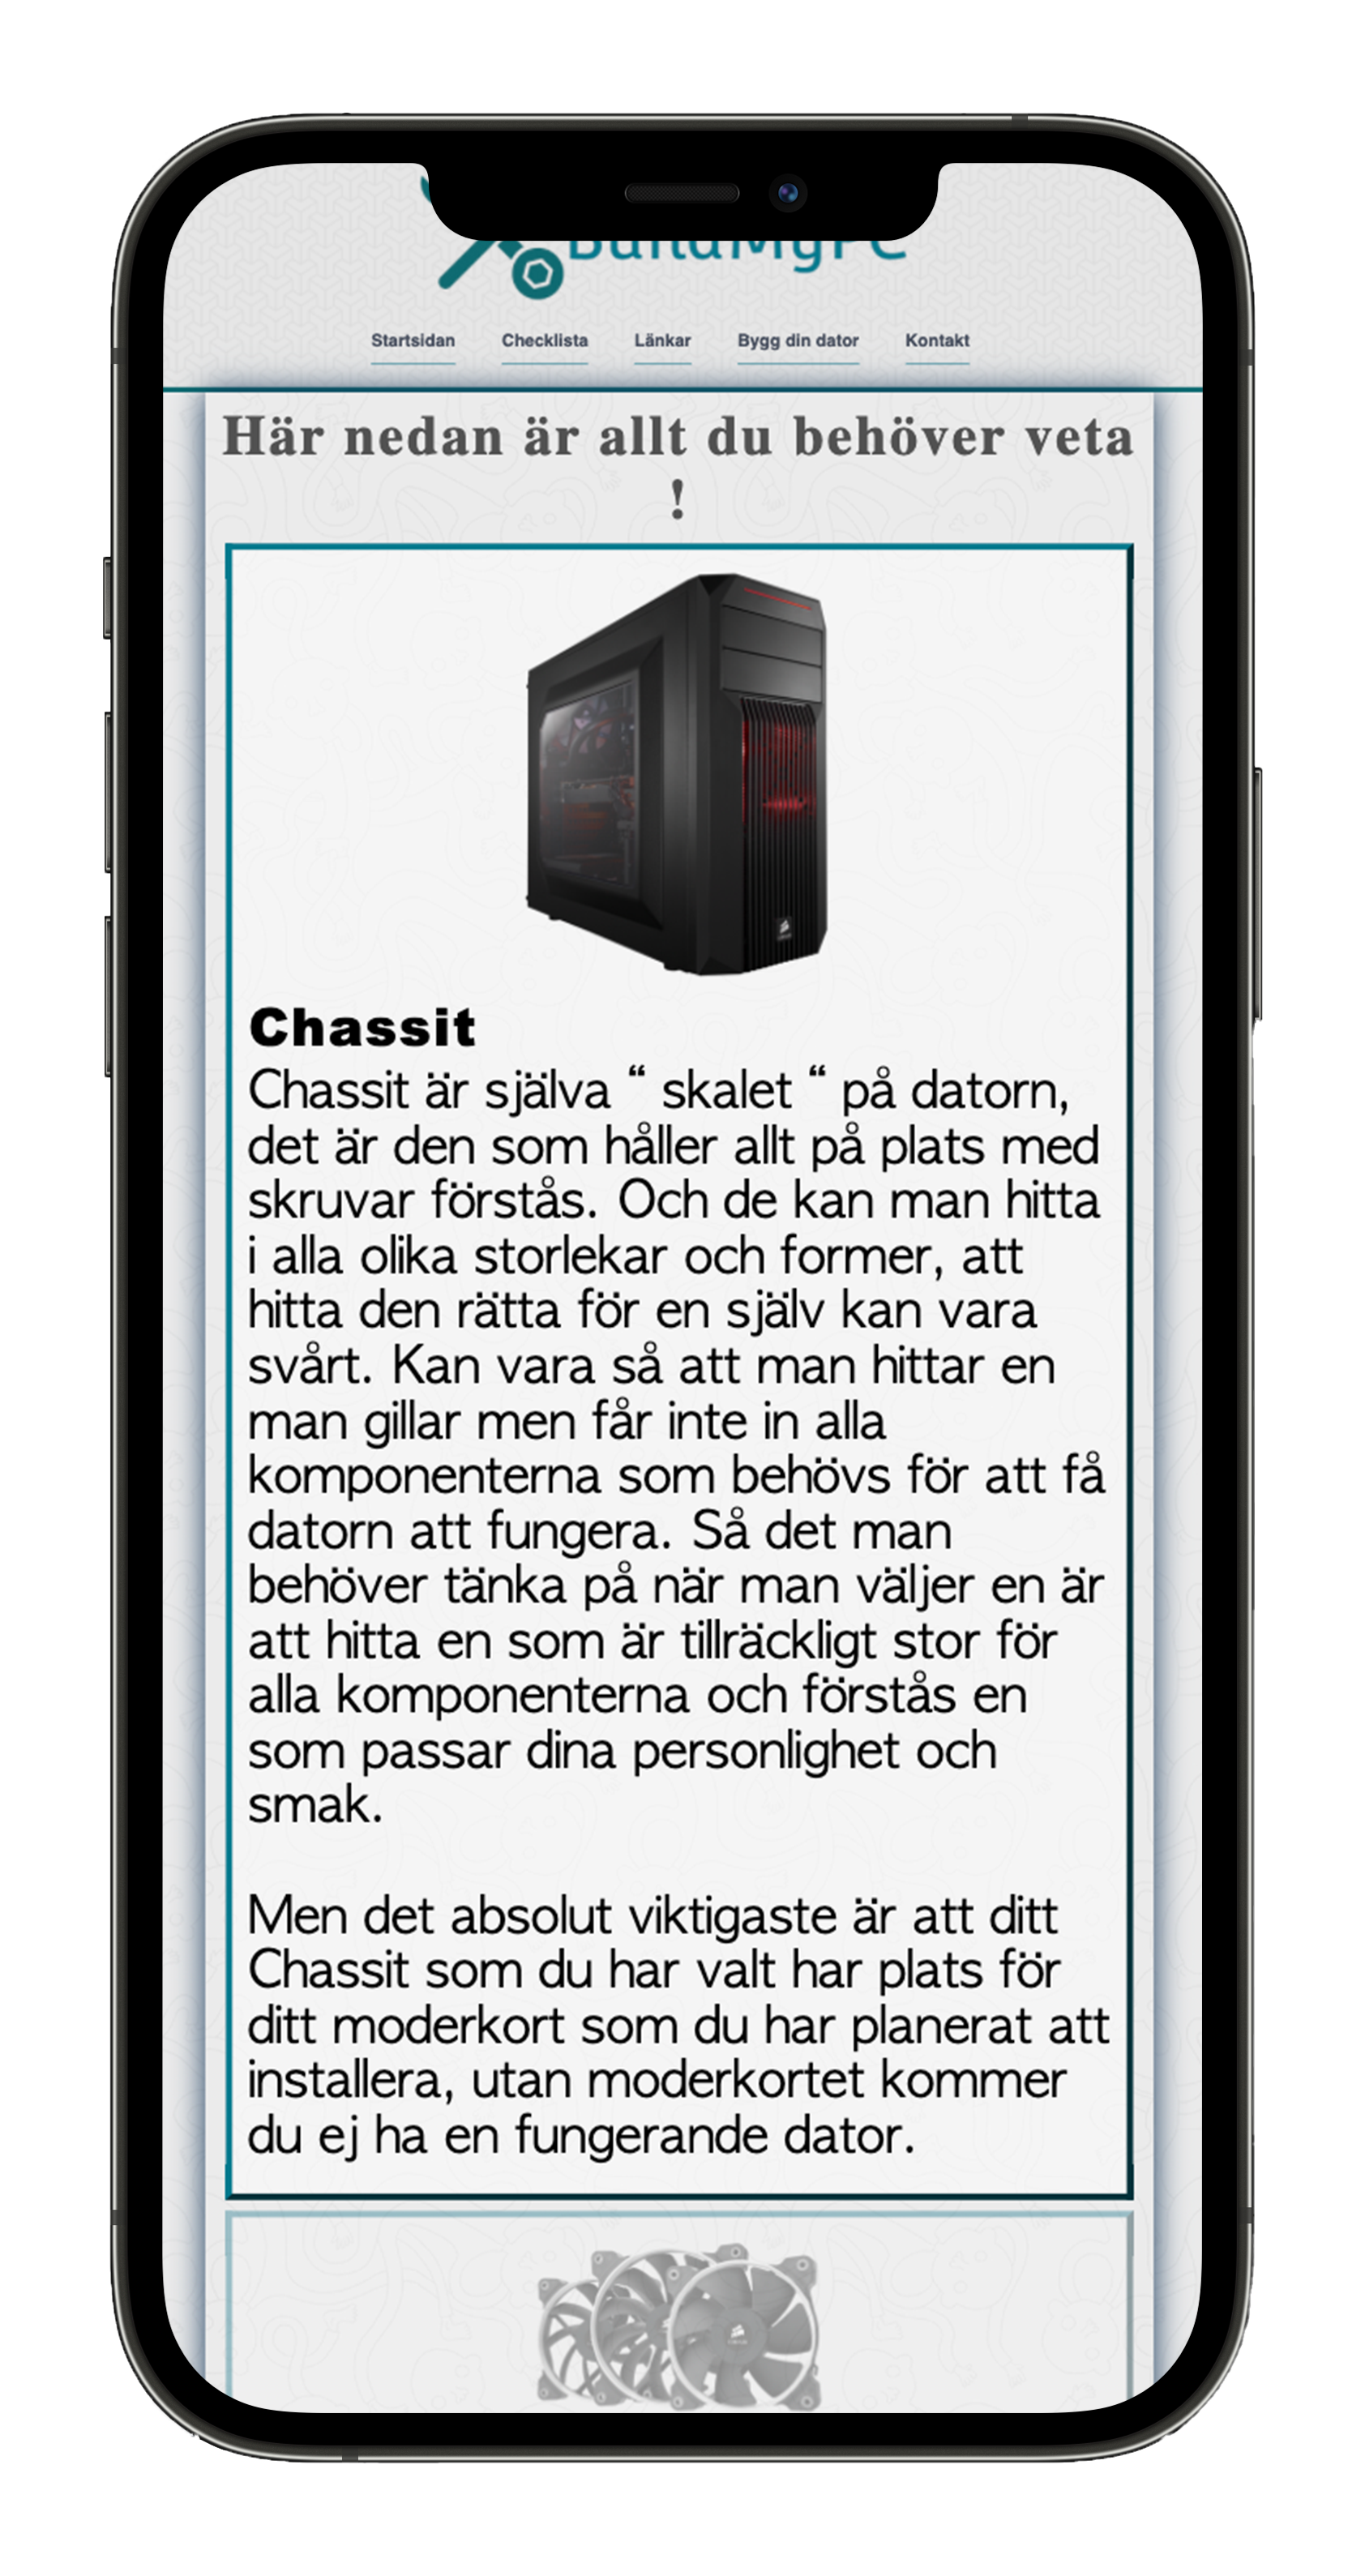 BuildMyPC
Startsidan Checklista Länkar Bygg din dator Kontakt
Här nedan är allt du behöver veta
!
Chassit
Chassit är själva “ skalet “ på datorn,
det är den som håller allt på plats med
skruvar förstås. Och de kan man hitta
i alla olika storlekar och former, att
hitta den rätta för en själv kan vara
svårt. Kan vara så att man hittar en
man gillar men får inte in alla
komponenterna som behövs för att få
datorn att fungera. Så det man
behöver tänka på när man väljer en är
att hitta en som är tillräckligt stor för
alla komponenterna och förstås en
som passar dina personlighet och
smak.
Men det absolut viktigaste är att ditt
Chassit som du har valt har plats för
ditt moderkort som du har planerat att
installera, utan moderkortet kommer
du ej ha en fungerande dator.